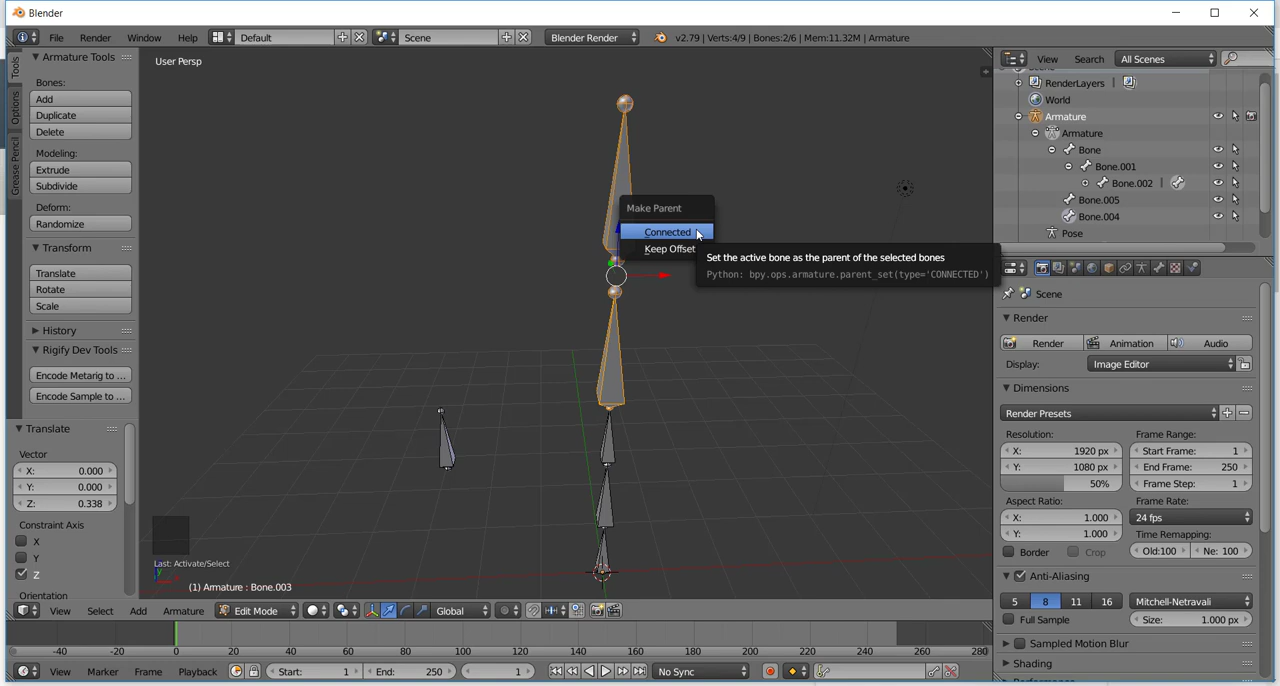 Blender
File Render Window Help Default Scene Blender Render v2.79 | Verts:4/9 | Bones:2/6 | Mem:11.32M | Armature
Tools
Options
Grease Pencil
Armature Tools
Bones:
Add
Duplicate
Delete
Modeling:
Extrude
Subdivide
Deform:
Randomize
Transform
Translate
Rotate
Scale
History
Rigify Dev Tools
Encode Metarig to ...
Encode Sample to ...
Translate
Vector
X: 0.000
Y: 0.000
Z: 0.338
Constraint Axis
X
Y
Z
Orientation
User Persp
Make Parent
Connected
Keep Offset
Set the active bone as the parent of the selected bones
Python: bpy.ops.armature.parent_set(type='CONNECTED')
Last: Activate/Select
(1) Armature : Bone.003
View Select Add Armature Edit Mode Global
-40 -20 0 20 40 60 80 100 120 140 160 180 200 220 240 260 280
View Marker Frame Playback Start: 1 End: 250 1 No Sync
View Search All Scenes
RenderLayers
World
Armature
Armature
Bone
Bone.001
Bone.002
Bone.005
Bone.004
Pose
Scene
Render
Render Animation Audio
Display: Image Editor
Dimensions
Render Presets
Resolution: Frame Range:
X: 1920 px Start Frame: 1
Y: 1080 px End Frame: 250
50% Frame Step: 1
Aspect Ratio: Frame Rate:
X: 1.000 24 fps
Y: 1.000 Time Remapping:
Border Crop Old:100 Ne: 100
Anti-Aliasing
5 8 11 16 Mitchell-Netravali
Full Sample Size: 1.000 px
Sampled Motion Blur
Shading